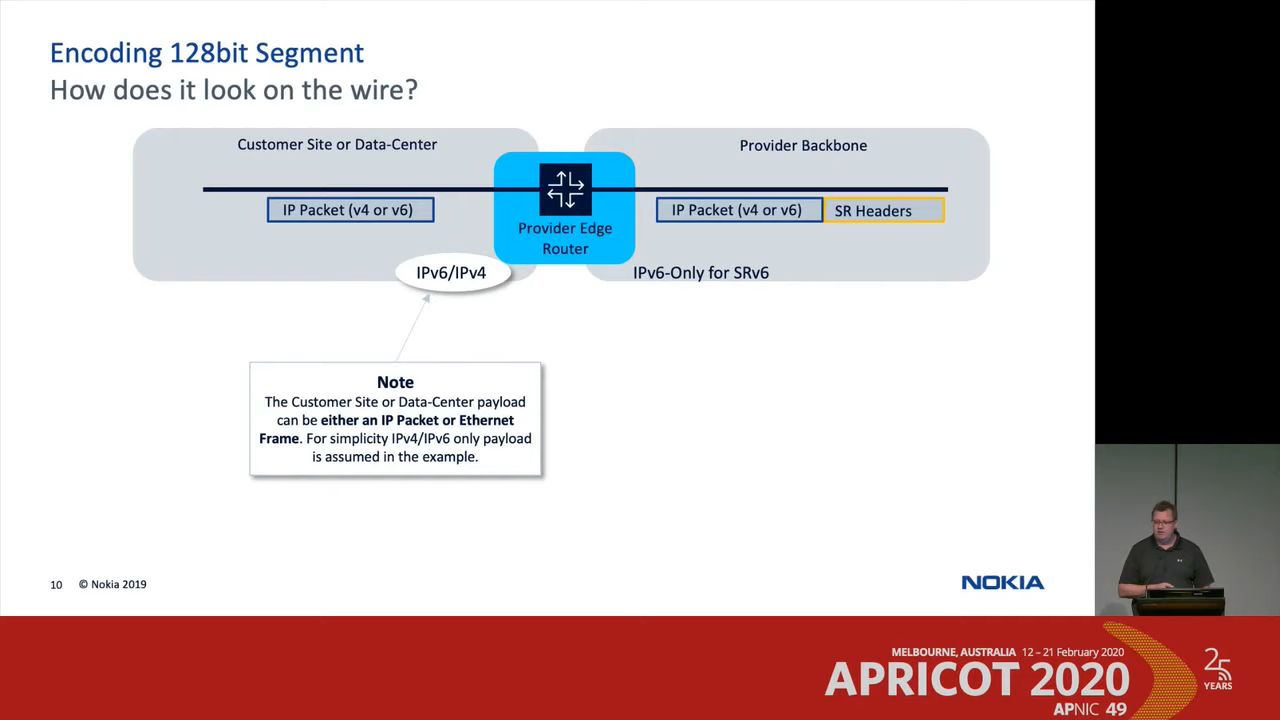 Encoding 128bit Segment
How does it look on the wire?
Customer Site or Data-Center
Provider Backbone
IP Packet (v4 or v6)
IP Packet (v4 or v6)
SR Headers
Provider Edge
Router
IPv6/IPv4
IPv6-Only for SRv6
Note
The Customer Site or Data-Center payload
can be either an IP Packet or Ethernet
Frame. For simplicity IPv4/IPv6 only payload
is assumed in the example.
10
© Nokia 2019
NOKIA
MELBOURNE, AUSTRALIA 12 – 21 February 2020
APRICOT 2020
APNIC 49
25
YEARS